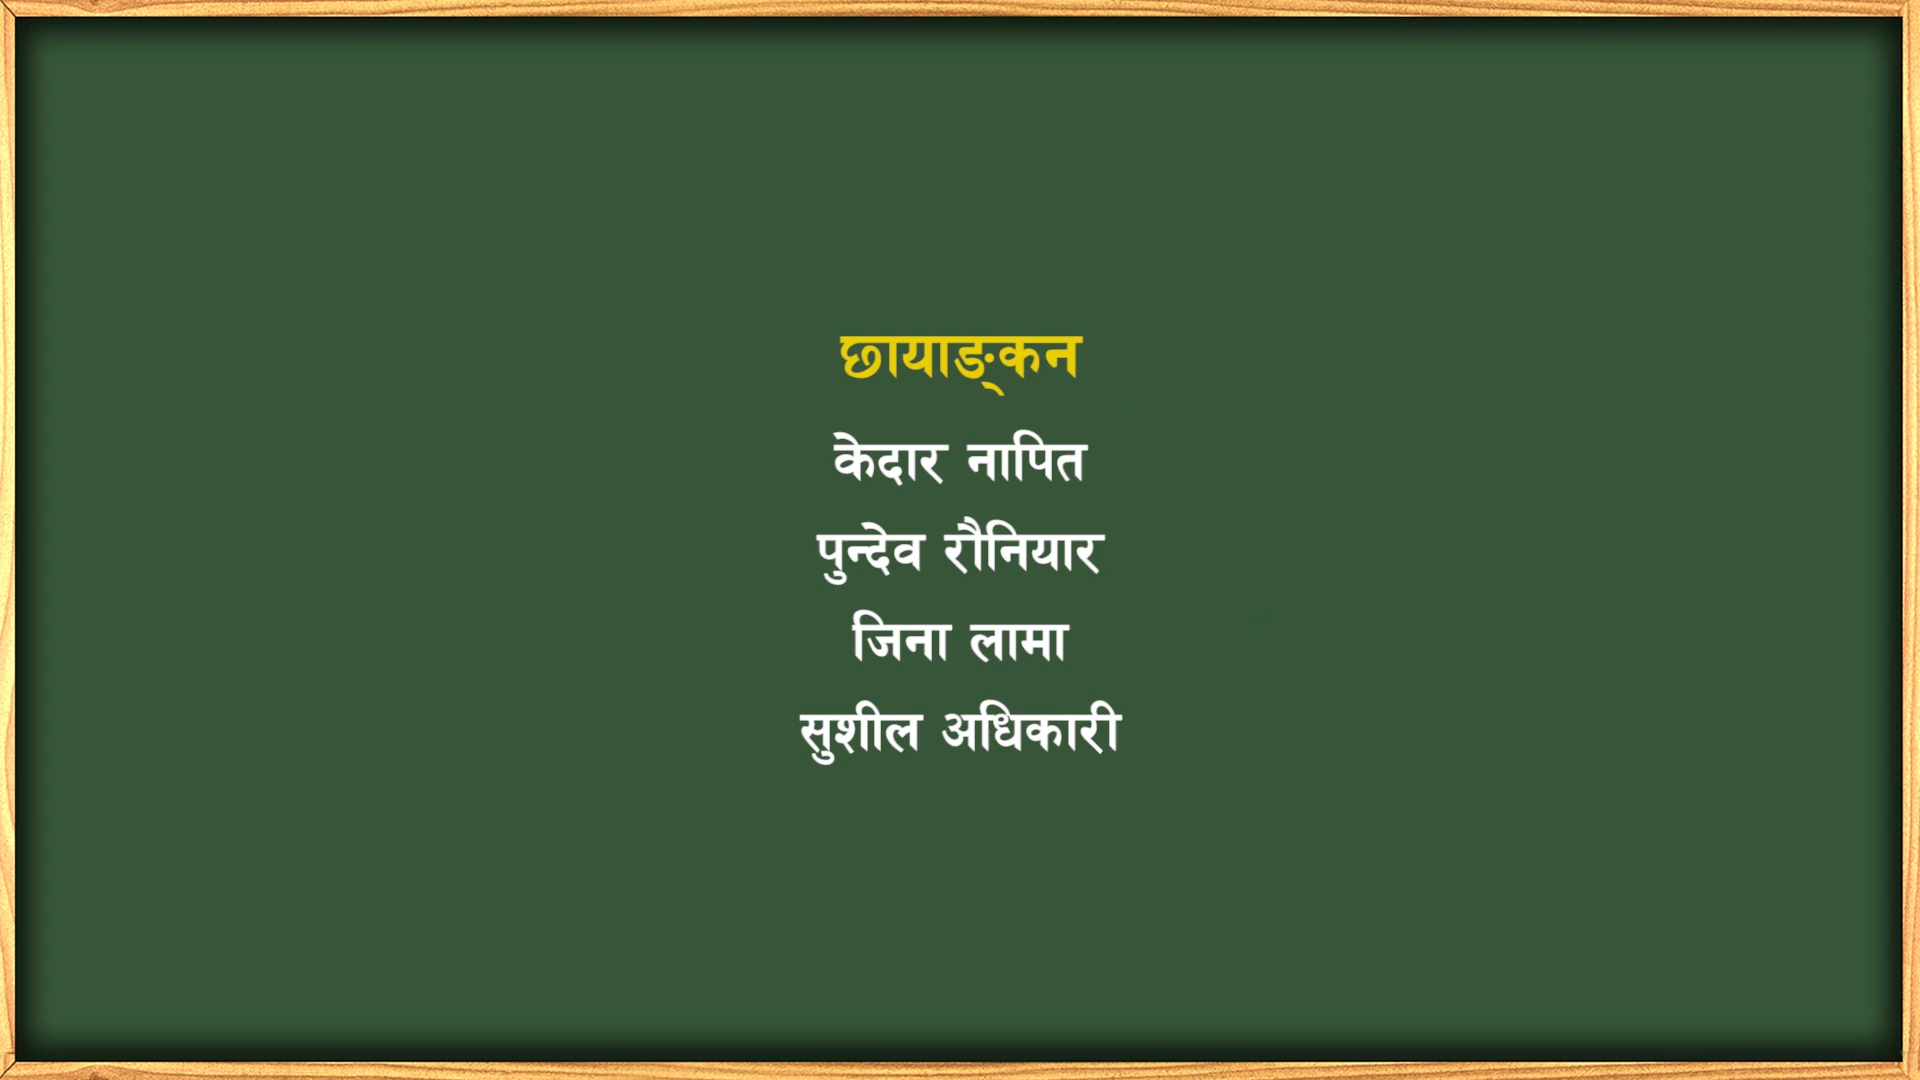 छायाङ्कन
केदार नापित
पुन्देव रौनियार
जिना लामा
सुशील अधिकारी